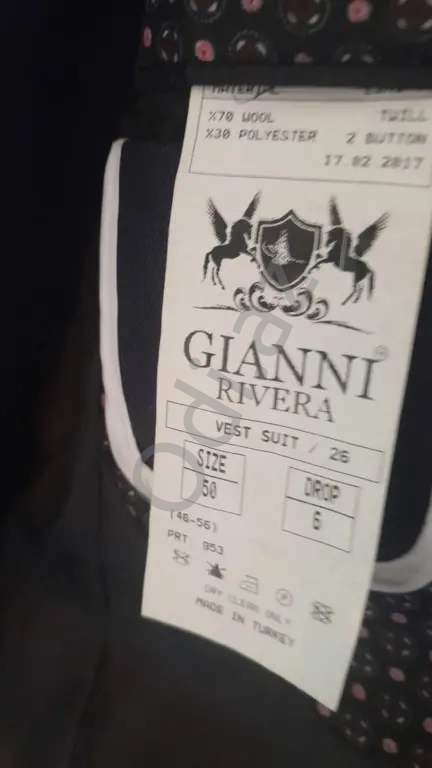 MATERIAL
%70 WOOL TWILL
%30 POLYESTER 2 BUTTON
17.02 2017
GIANNI
RIVERA
VEST SUIT / 26
SIZE DROP
50 6
(46-56)
PRT: 953
DRY CLEAN ONLY
MADE IN TURKEY